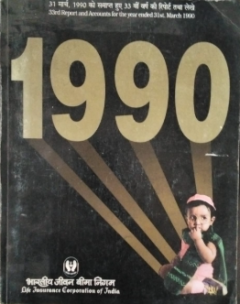 31 मार्च, 1990 को समाप्त हुए 33 वें वर्ष की रिपोर्ट तथा लेखे
33rd Report and Accounts for the year ended 31st. March 1990
1990
भारतीय जीवन बीमा निगम
Life Insurance Corporation of India